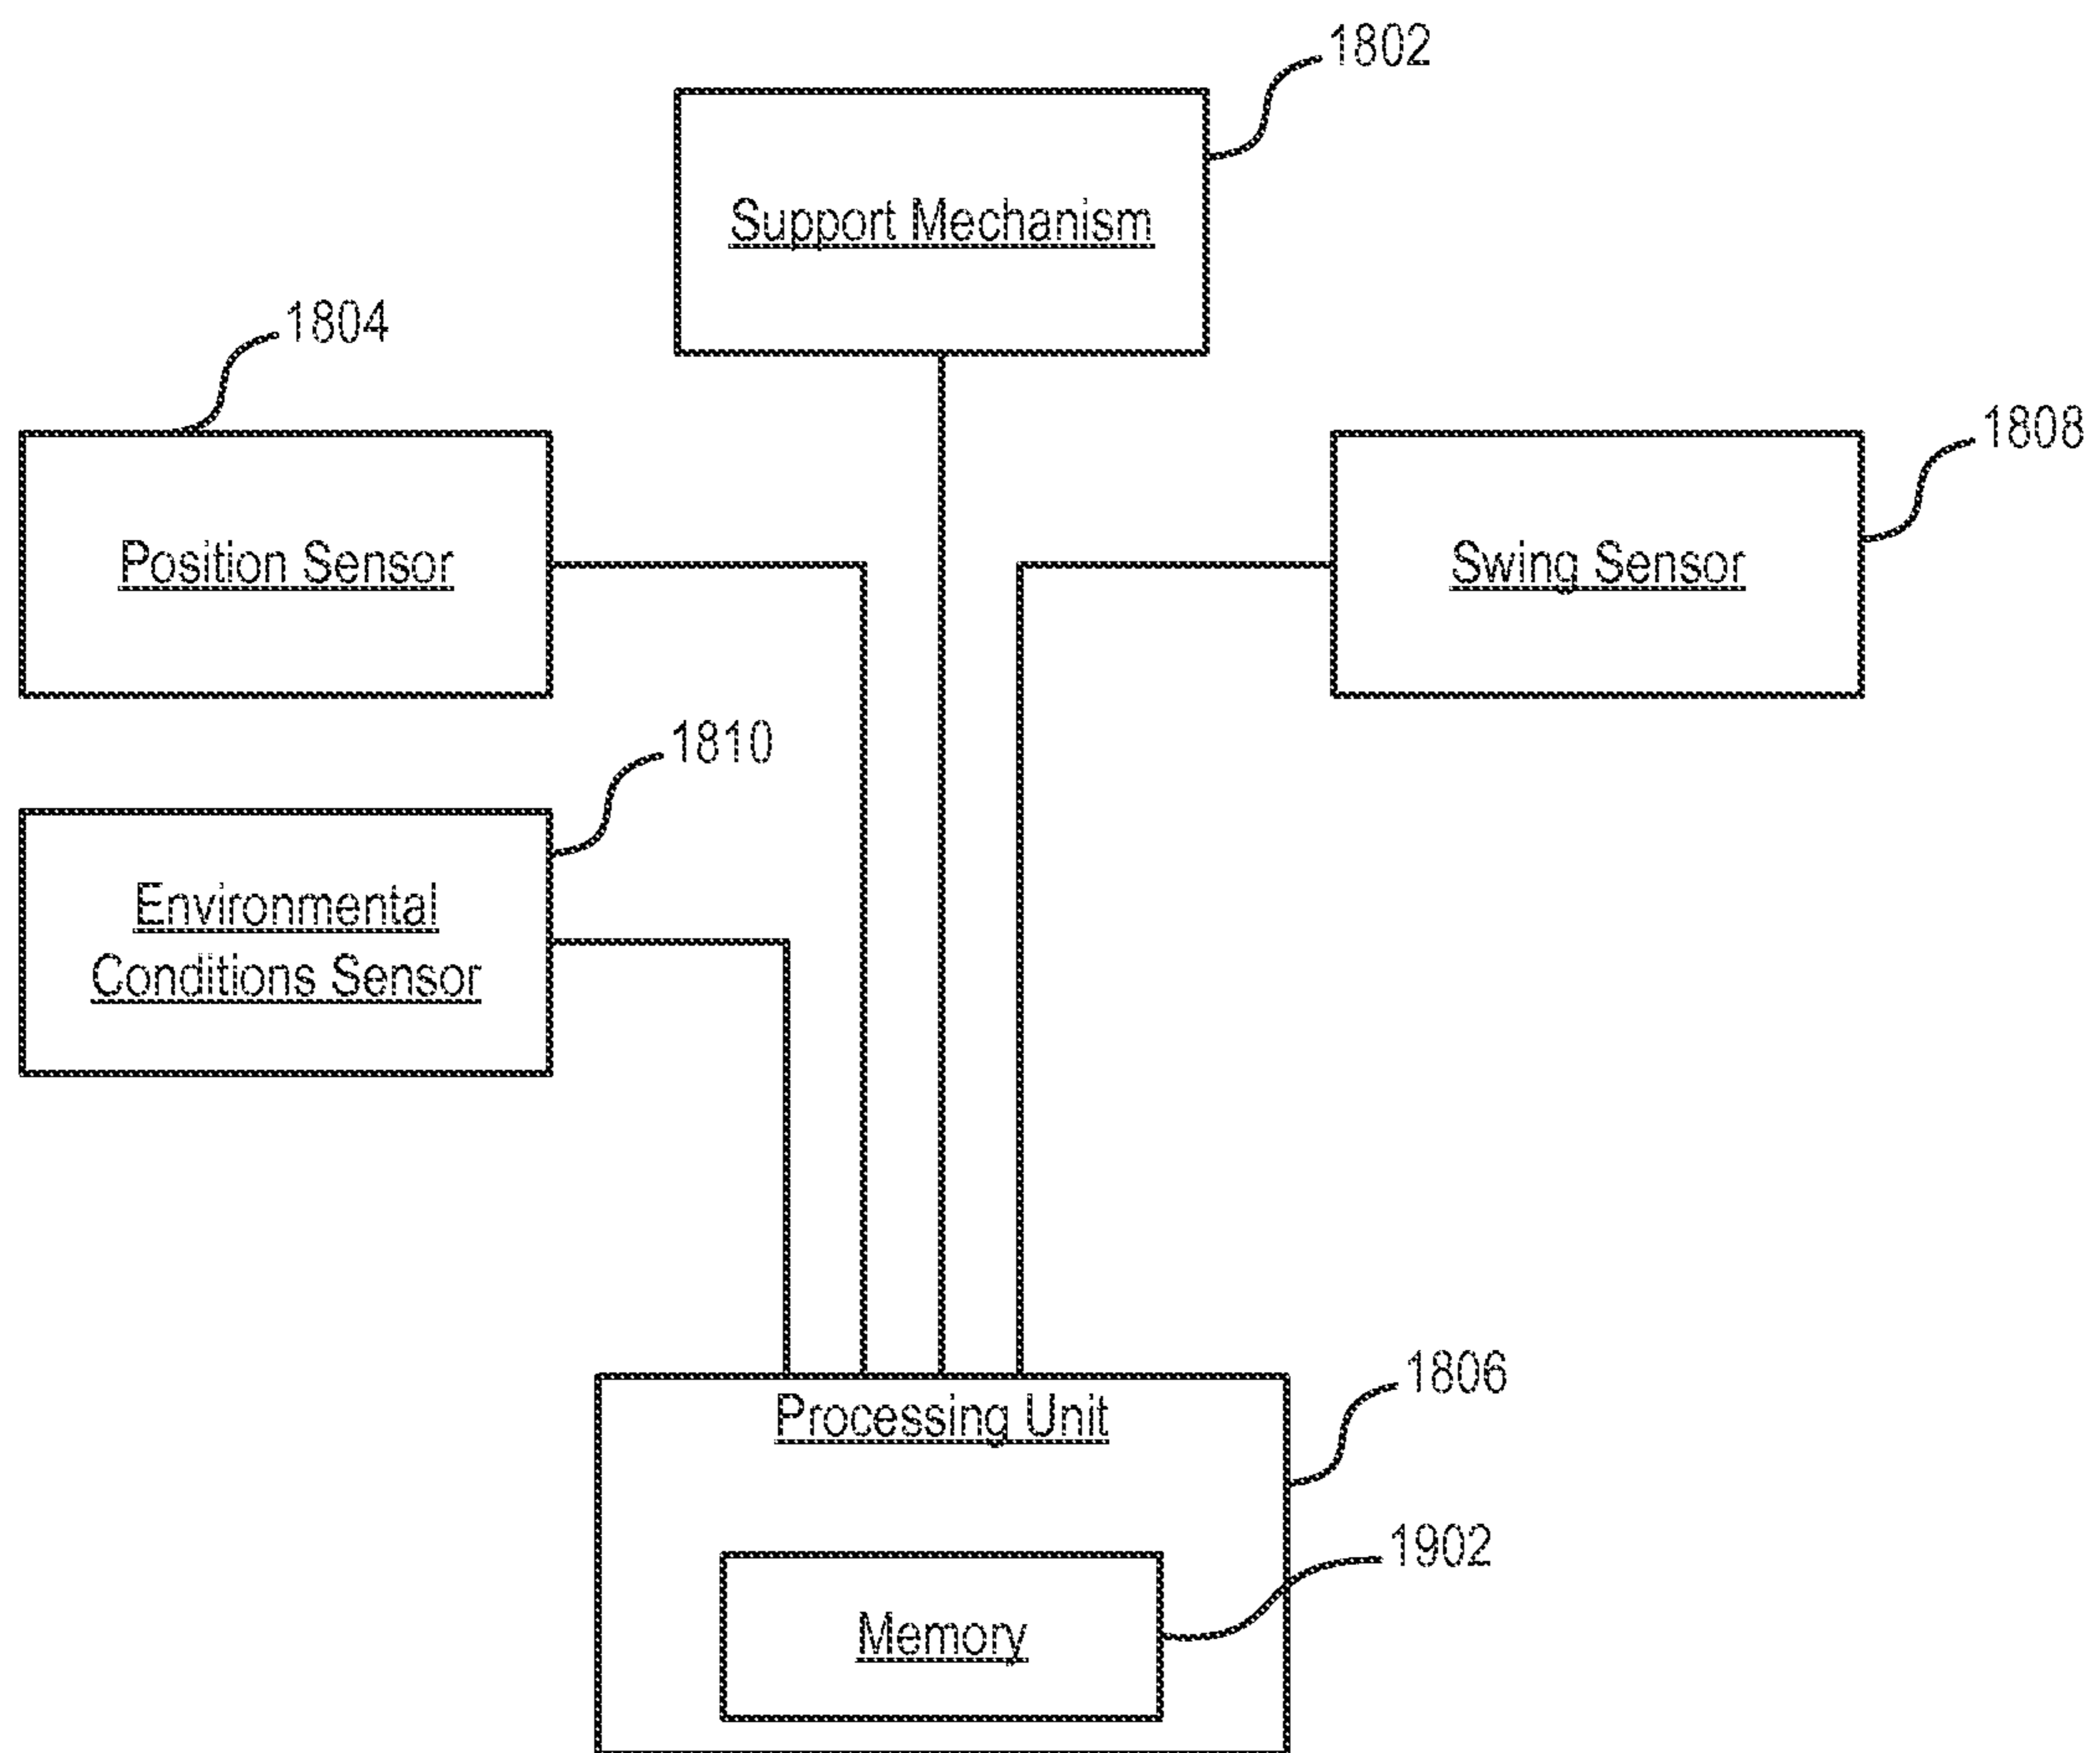 1802
Support Mechanism
1804
1808
Position Sensor
Swing Sensor
1810
Environmental
Conditions Sensor
1806
Processing Unit
1902
Memory